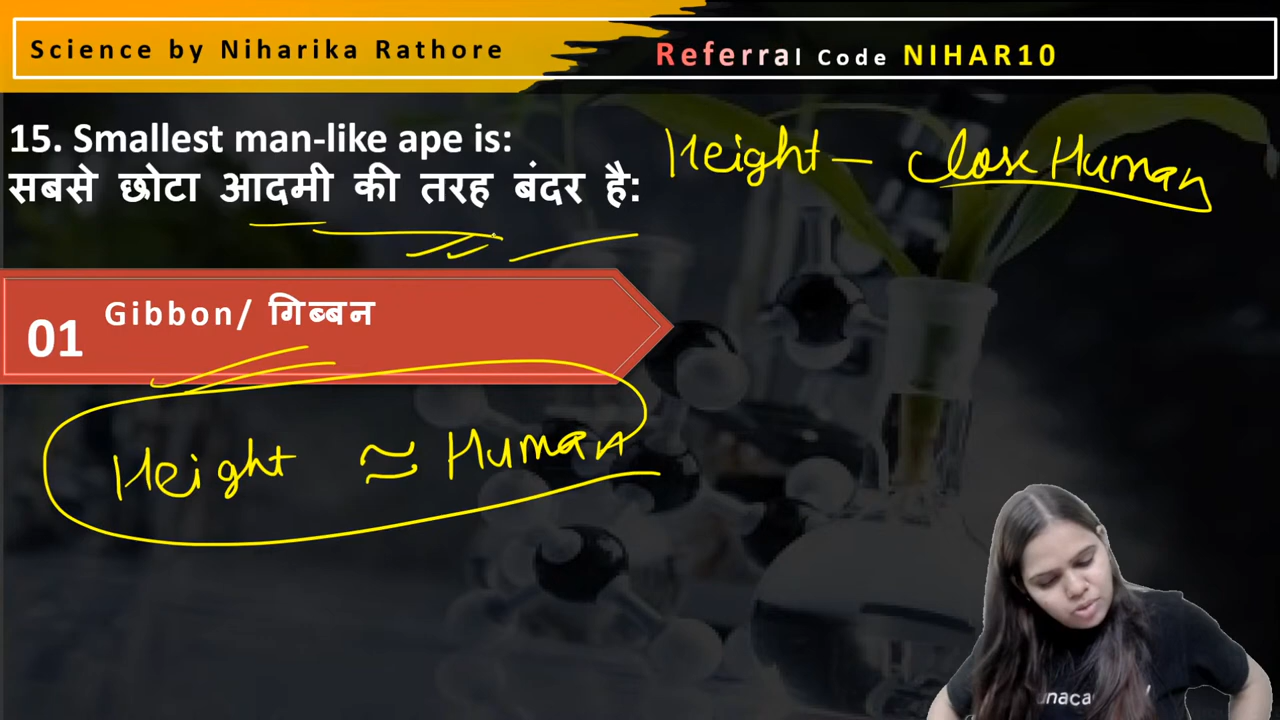 Science by Niharika Rathore
Referral Code NIHAR10
15. Smallest man-like ape is:
सबसे छोटा आदमी की तरह बंदर है:
Height — close Human
01 Gibbon/ गिब्बन
Height ≈ Human
unaca